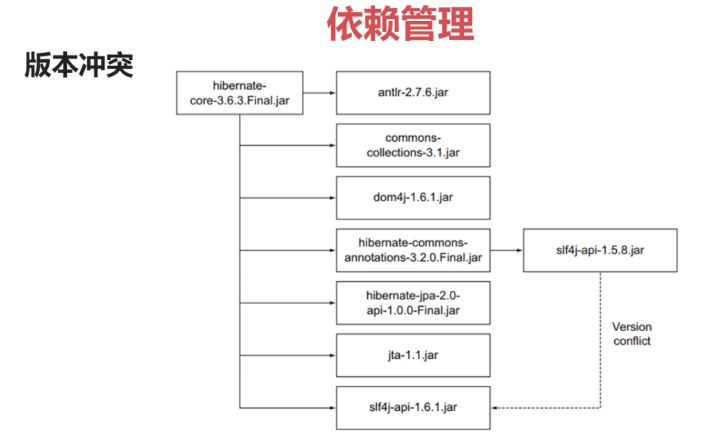 依赖管理
版本冲突
hibernate-
core-3.6.3.Final.jar
antlr-2.7.6.jar
commons-
collections-3.1.jar
dom4j-1.6.1.jar
hibernate-commons-
annotations-3.2.0.Final.jar
slf4j-api-1.5.8.jar
hibernate-jpa-2.0-
api-1.0.0-Final.jar
Version
conflict
jta-1.1.jar
slf4j-api-1.6.1.jar